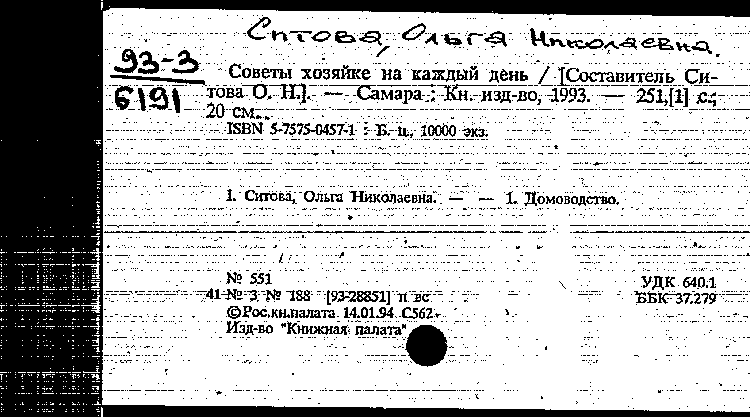 Ситова, Ольга Николаевна.
93-3
6191
Советы хозяйке на каждый день / [Составитель Си-
това О. Н.]. — Самара : Кн. изд-во, 1993. — 251,[1] с.;
20 см..
ISBN 5-7575-0457-1 : Б. ц., 10000 экз.
I. Ситова, Ольга Николаевна. — — 1. Домоводство.
№ 551
УДК 640.1
41 № 3 № 188 [93-28851] п вс
ББК 37.279
©Рос.кн.палата 14.01.94 С562
Изд-во "Книжная палата"